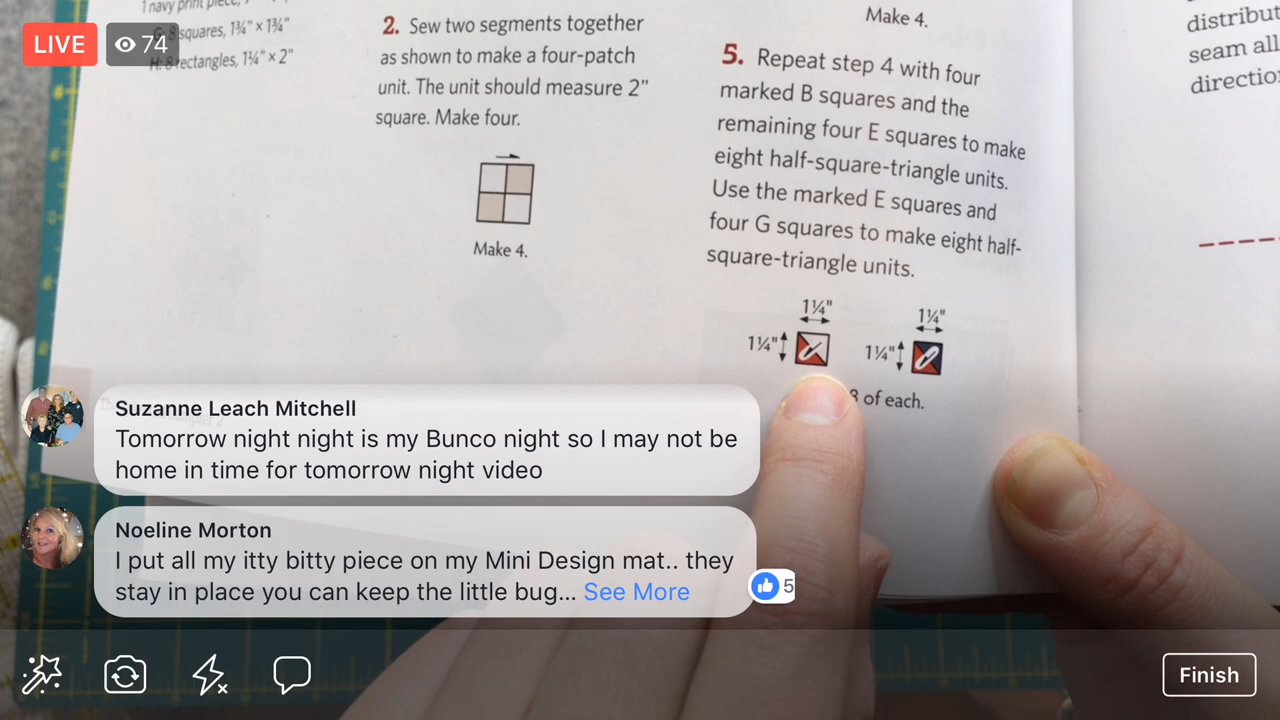 LIVE
74
1 navy print piece,
G: 8 squares, 1¾" × 1¾"
H: 8 rectangles, 1¼" × 2"
2. Sew two segments together
as shown to make a four-patch
unit. The unit should measure 2"
square. Make four.
Make 4.
Make 4.
5. Repeat step 4 with four
marked B squares and the
remaining four E squares to make
eight half-square-triangle units.
Use the marked E squares and
four G squares to make eight half-
square-triangle units.
1¼"
1¼"
1¼"
1¼"
8 of each.
distribut
seam all
directio
Suzanne Leach Mitchell
Tomorrow night night is my Bunco night so I may not be
home in time for tomorrow night video
Noeline Morton
I put all my itty bitty piece on my Mini Design mat.. they
stay in place you can keep the little bug... See More
5
Finish